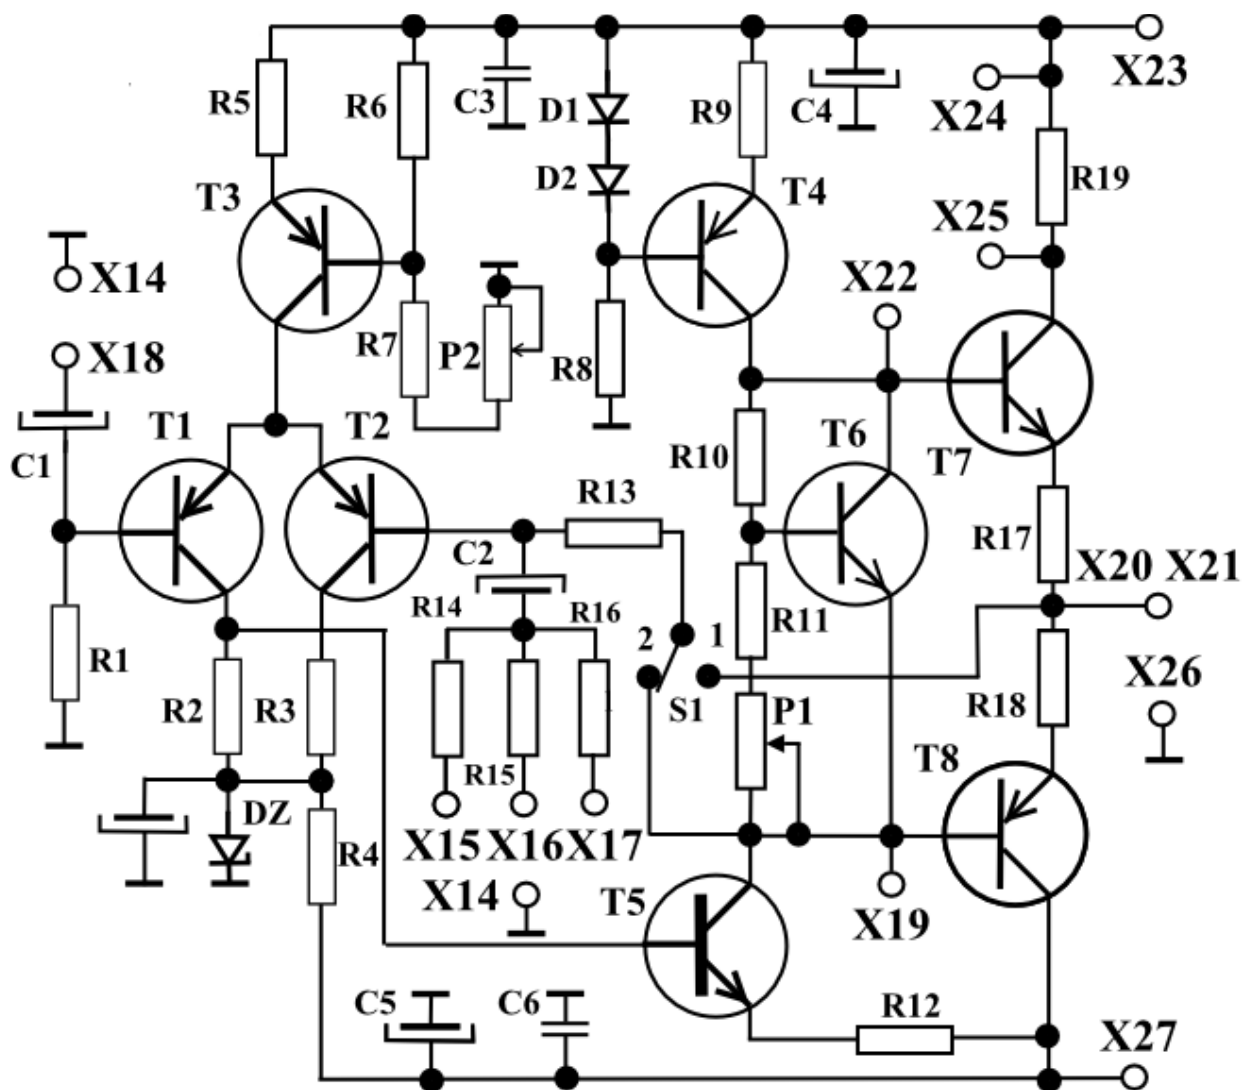 X23
R5
R6
C3
D1
R9
C4
X24
D2
T3
T4
R19
X25
X14
X22
X18
R7
P2
R8
T1
T2
T6
C1
R10
T7
R13
C2
R17
X20 X21
R14
R16
R1
2
1
R11
X26
R2
R3
S1
P1
R18
R15
T8
DZ
X15 X16 X17
R4
X14
T5
X19
C5
C6
R12
X27